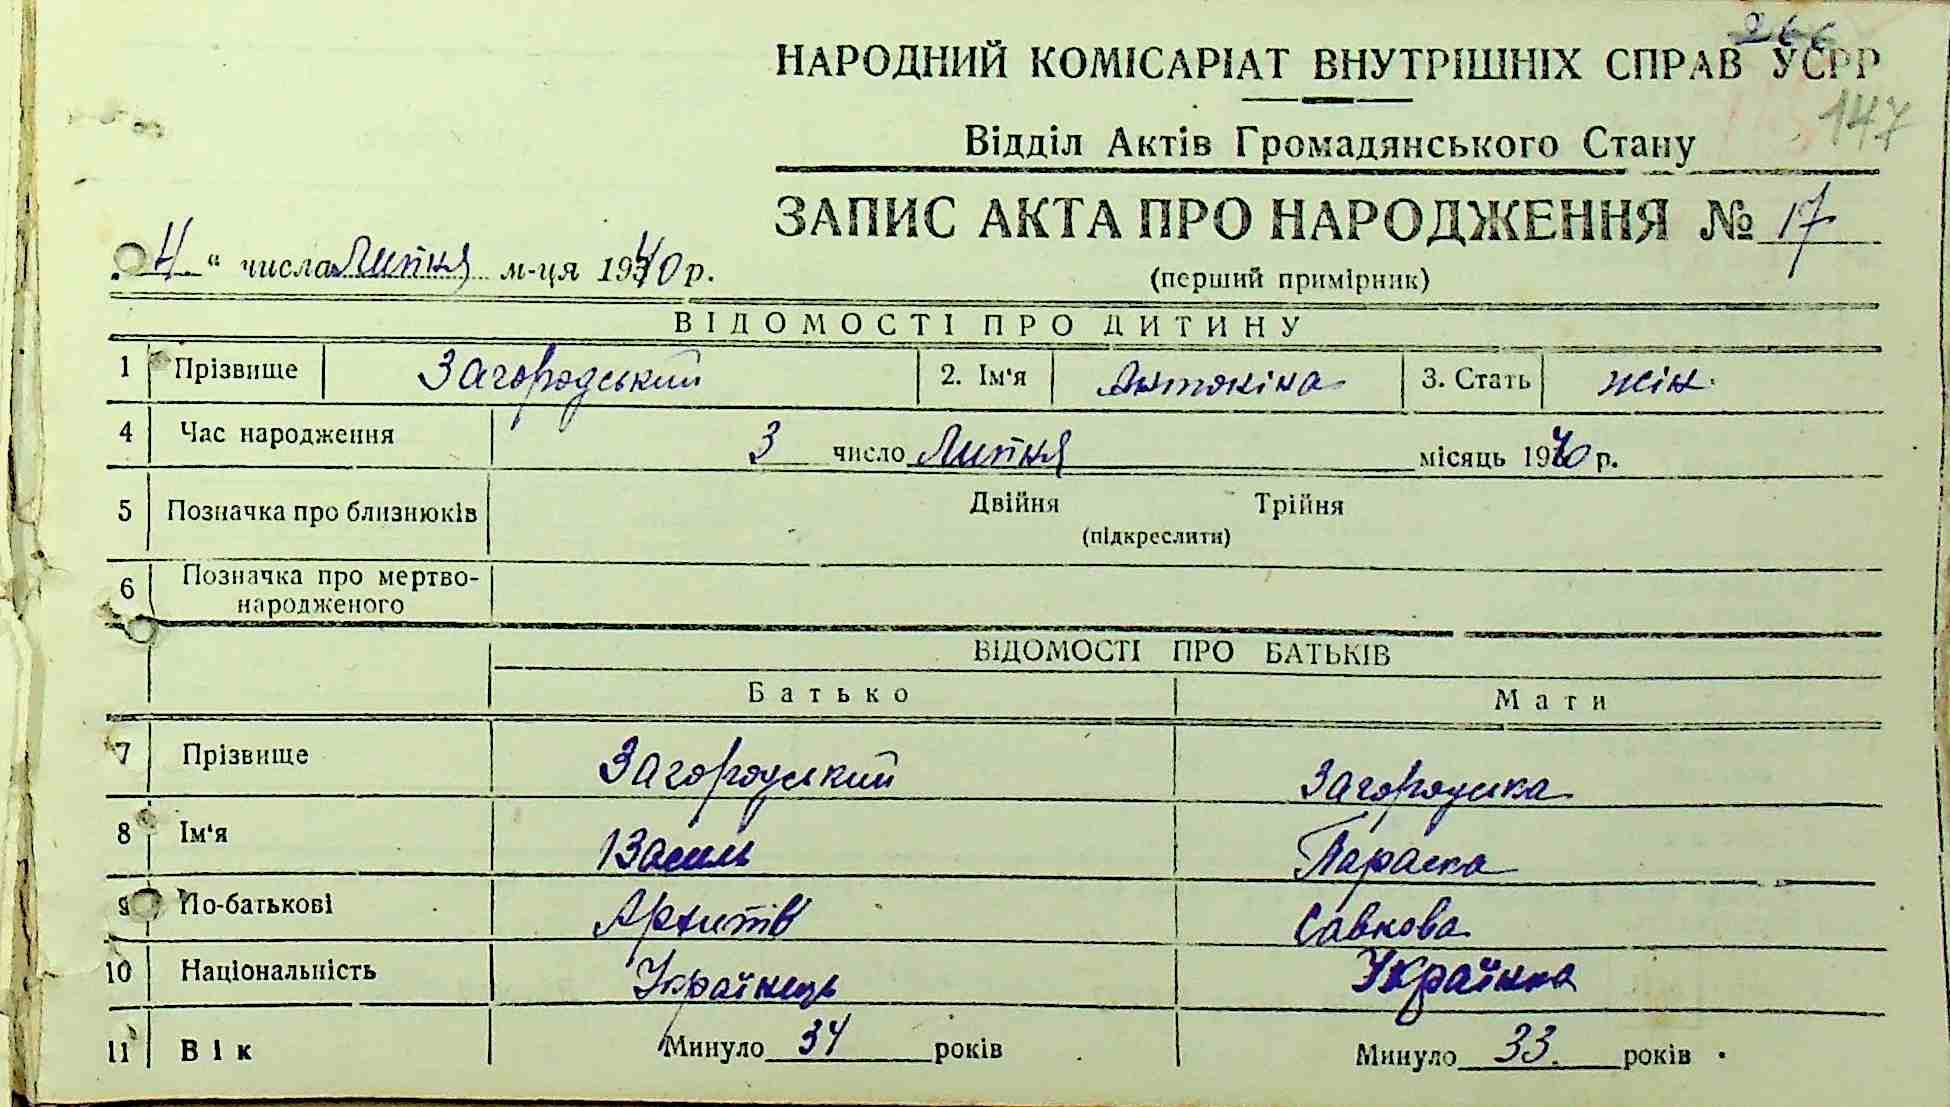 266
НАРОДНИЙ КОМІСАРІАТ ВНУТРІШНІХ СПРАВ УСРР
147
Відділ Актів Громадянського Стану
ЗАПИС АКТА ПРО НАРОДЖЕННЯ № 17
„4“ числа Липня м-ця 1940 р.
(перший примірник)
ВІДОМОСТІ ПРО ДИТИНУ
1 Прізвище Загородський 2. Ім'я Антоніна 3. Стать жін.
4 Час народження 3 число Липня місяць 1940 р.
5 Позначка про близнюків Двійня Трійня
(підкреслити)
6 Позначка про мертво-
народженого
ВІДОМОСТІ ПРО БАТЬКІВ
Батько Мати
7 Прізвище Загородський Загородська
8 Ім'я Василь Параска
9 По-батькові Архипів Савкова
10 Національність Українець Українка
11 Вік Минуло 34 років Минуло 33 років